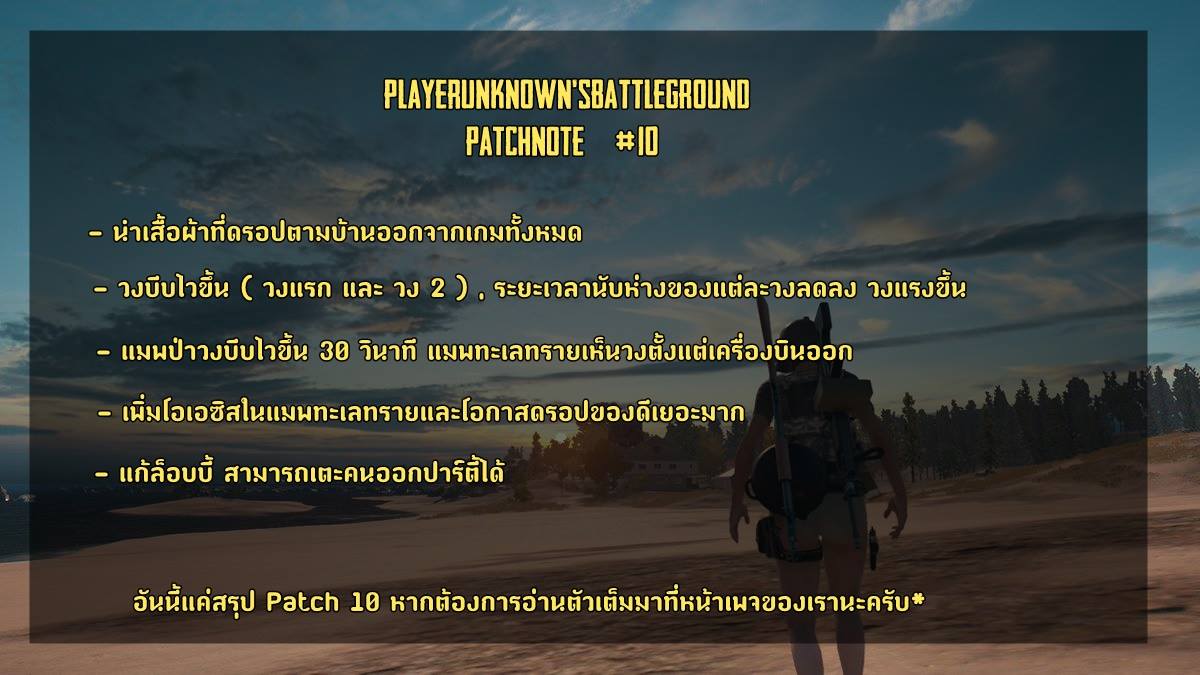 PLAYERUNKNOWN'SBATTLEGROUND
PATCHNOTE #10
- น่าเสื้อผ้าที่ดรอปตามบ้านออกจากเกมทั้งหมด
- วงบีบไวขึ้น ( วงแรก และ วง 2 ) , ระยะเวลานับห่างของแต่ละวงลดลง วงแรงขึ้น
- แมพป่าวงบีบไวขึ้น 30 วินาที แมพทะเลทรายเห็นวงตั้งแต่เครื่องบินออก
- เพิ่มโอเอซิสในแมพทะเลทรายและโอกาสดรอปของดีเยอะมาก
- แก้ล็อบบี้ สามารถเตะคนออกปาร์ตี้ได้
อันนี้แค่สรุป Patch 10 หากต้องการอ่านตัวเต็มมาที่หน้าเพจของเรานะครับ*